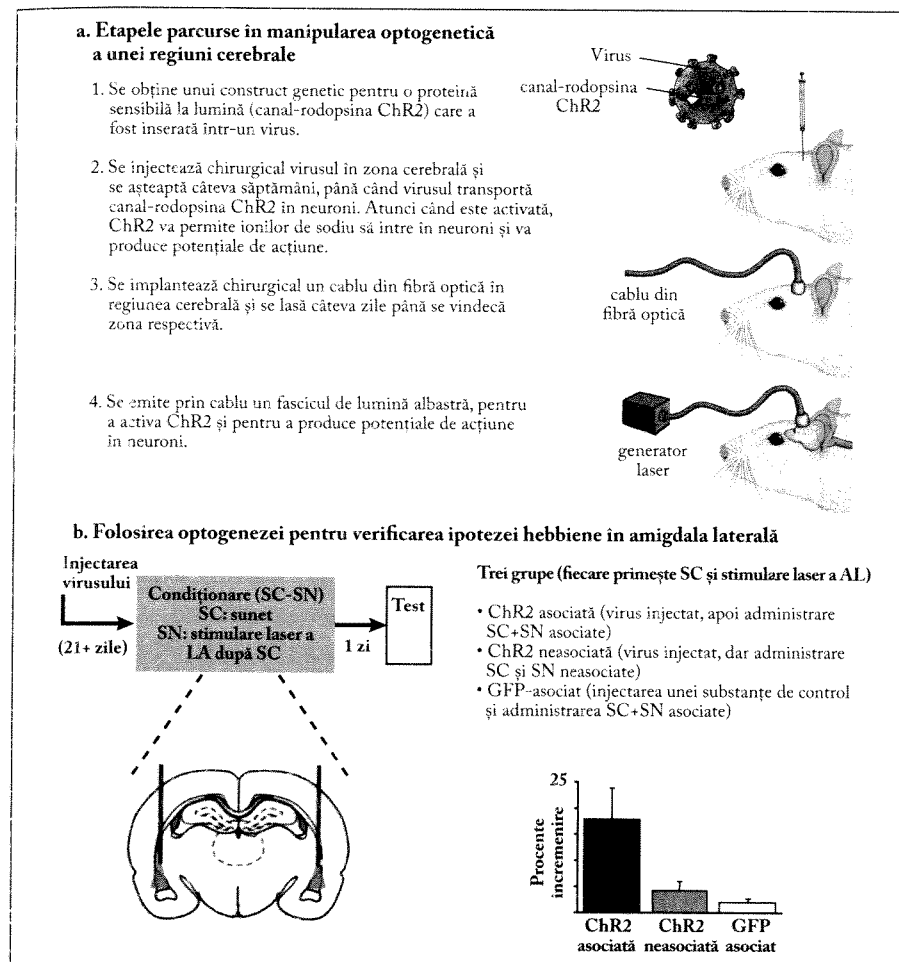 a. Etapele parcurse în manipularea optogenetică
a unei regiuni cerebrale
1. Se obține unui construct genetic pentru o proteină
sensibilă la lumină (canal-rodopsina ChR2) care a
fost inserată într-un virus.
Virus
canal-rodopsina
ChR2
2. Se injectează chirurgical virusul în zona cerebrală și
se așteaptă câteva săptămâni, până când virusul transportă
canal-rodopsina ChR2 în neuroni. Atunci când este activată,
ChR2 va permite ionilor de sodiu să intre în neuroni și va
produce potențiale de acțiune.
3. Se implantează chirurgical un cablu din fibră optică în
regiunea cerebrală și se lasă câteva zile până se vindecă
zona respectivă.
cablu din
fibră optică
4. Se emite prin cablu un fascicul de lumină albastră, pentru
a activa ChR2 și pentru a produce potențiale de acțiune
în neuroni.
generator
laser
b. Folosirea optogenezei pentru verificarea ipotezei hebbiene în amigdala laterală
Injectarea
virusului
(21+ zile)
Condiționare (SC-SN)
SC: sunet
SN: stimulare laser a
LA după SC
1 zi
Test
Trei grupe (fiecare primește SC și stimulare laser a AL)
• ChR2 asociată (virus injectat, apoi administrare
SC+SN asociate)
• ChR2 neasociată (virus injectat, dar administrare
SC și SN neasociate)
• GFP-asociat (injectarea unei substanțe de control
și administrarea SC+SN asociate)
25
Procente
incremenire
0
ChR2
asociată
ChR2
neasociată
GFP
asociat